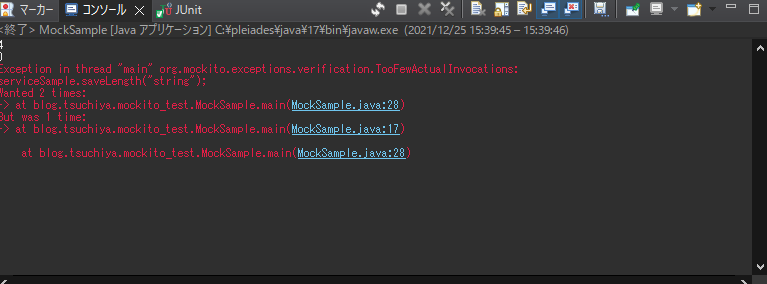 マーカー コンソール JUnit
<終了> MockSample [Java アプリケーション] C:¥pleiades¥java¥17¥bin¥javaw.exe (2021/12/25 15:39:45 – 15:39:46)
4
0
Exception in thread "main" org.mockito.exceptions.verification.TooFewActualInvocations:
serviceSample.saveLength("string");
Wanted 2 times:
-> at blog.tsuchiya.mockito_test.MockSample.main(MockSample.java:28)
But was 1 time:
-> at blog.tsuchiya.mockito_test.MockSample.main(MockSample.java:17)
at blog.tsuchiya.mockito_test.MockSample.main(MockSample.java:28)